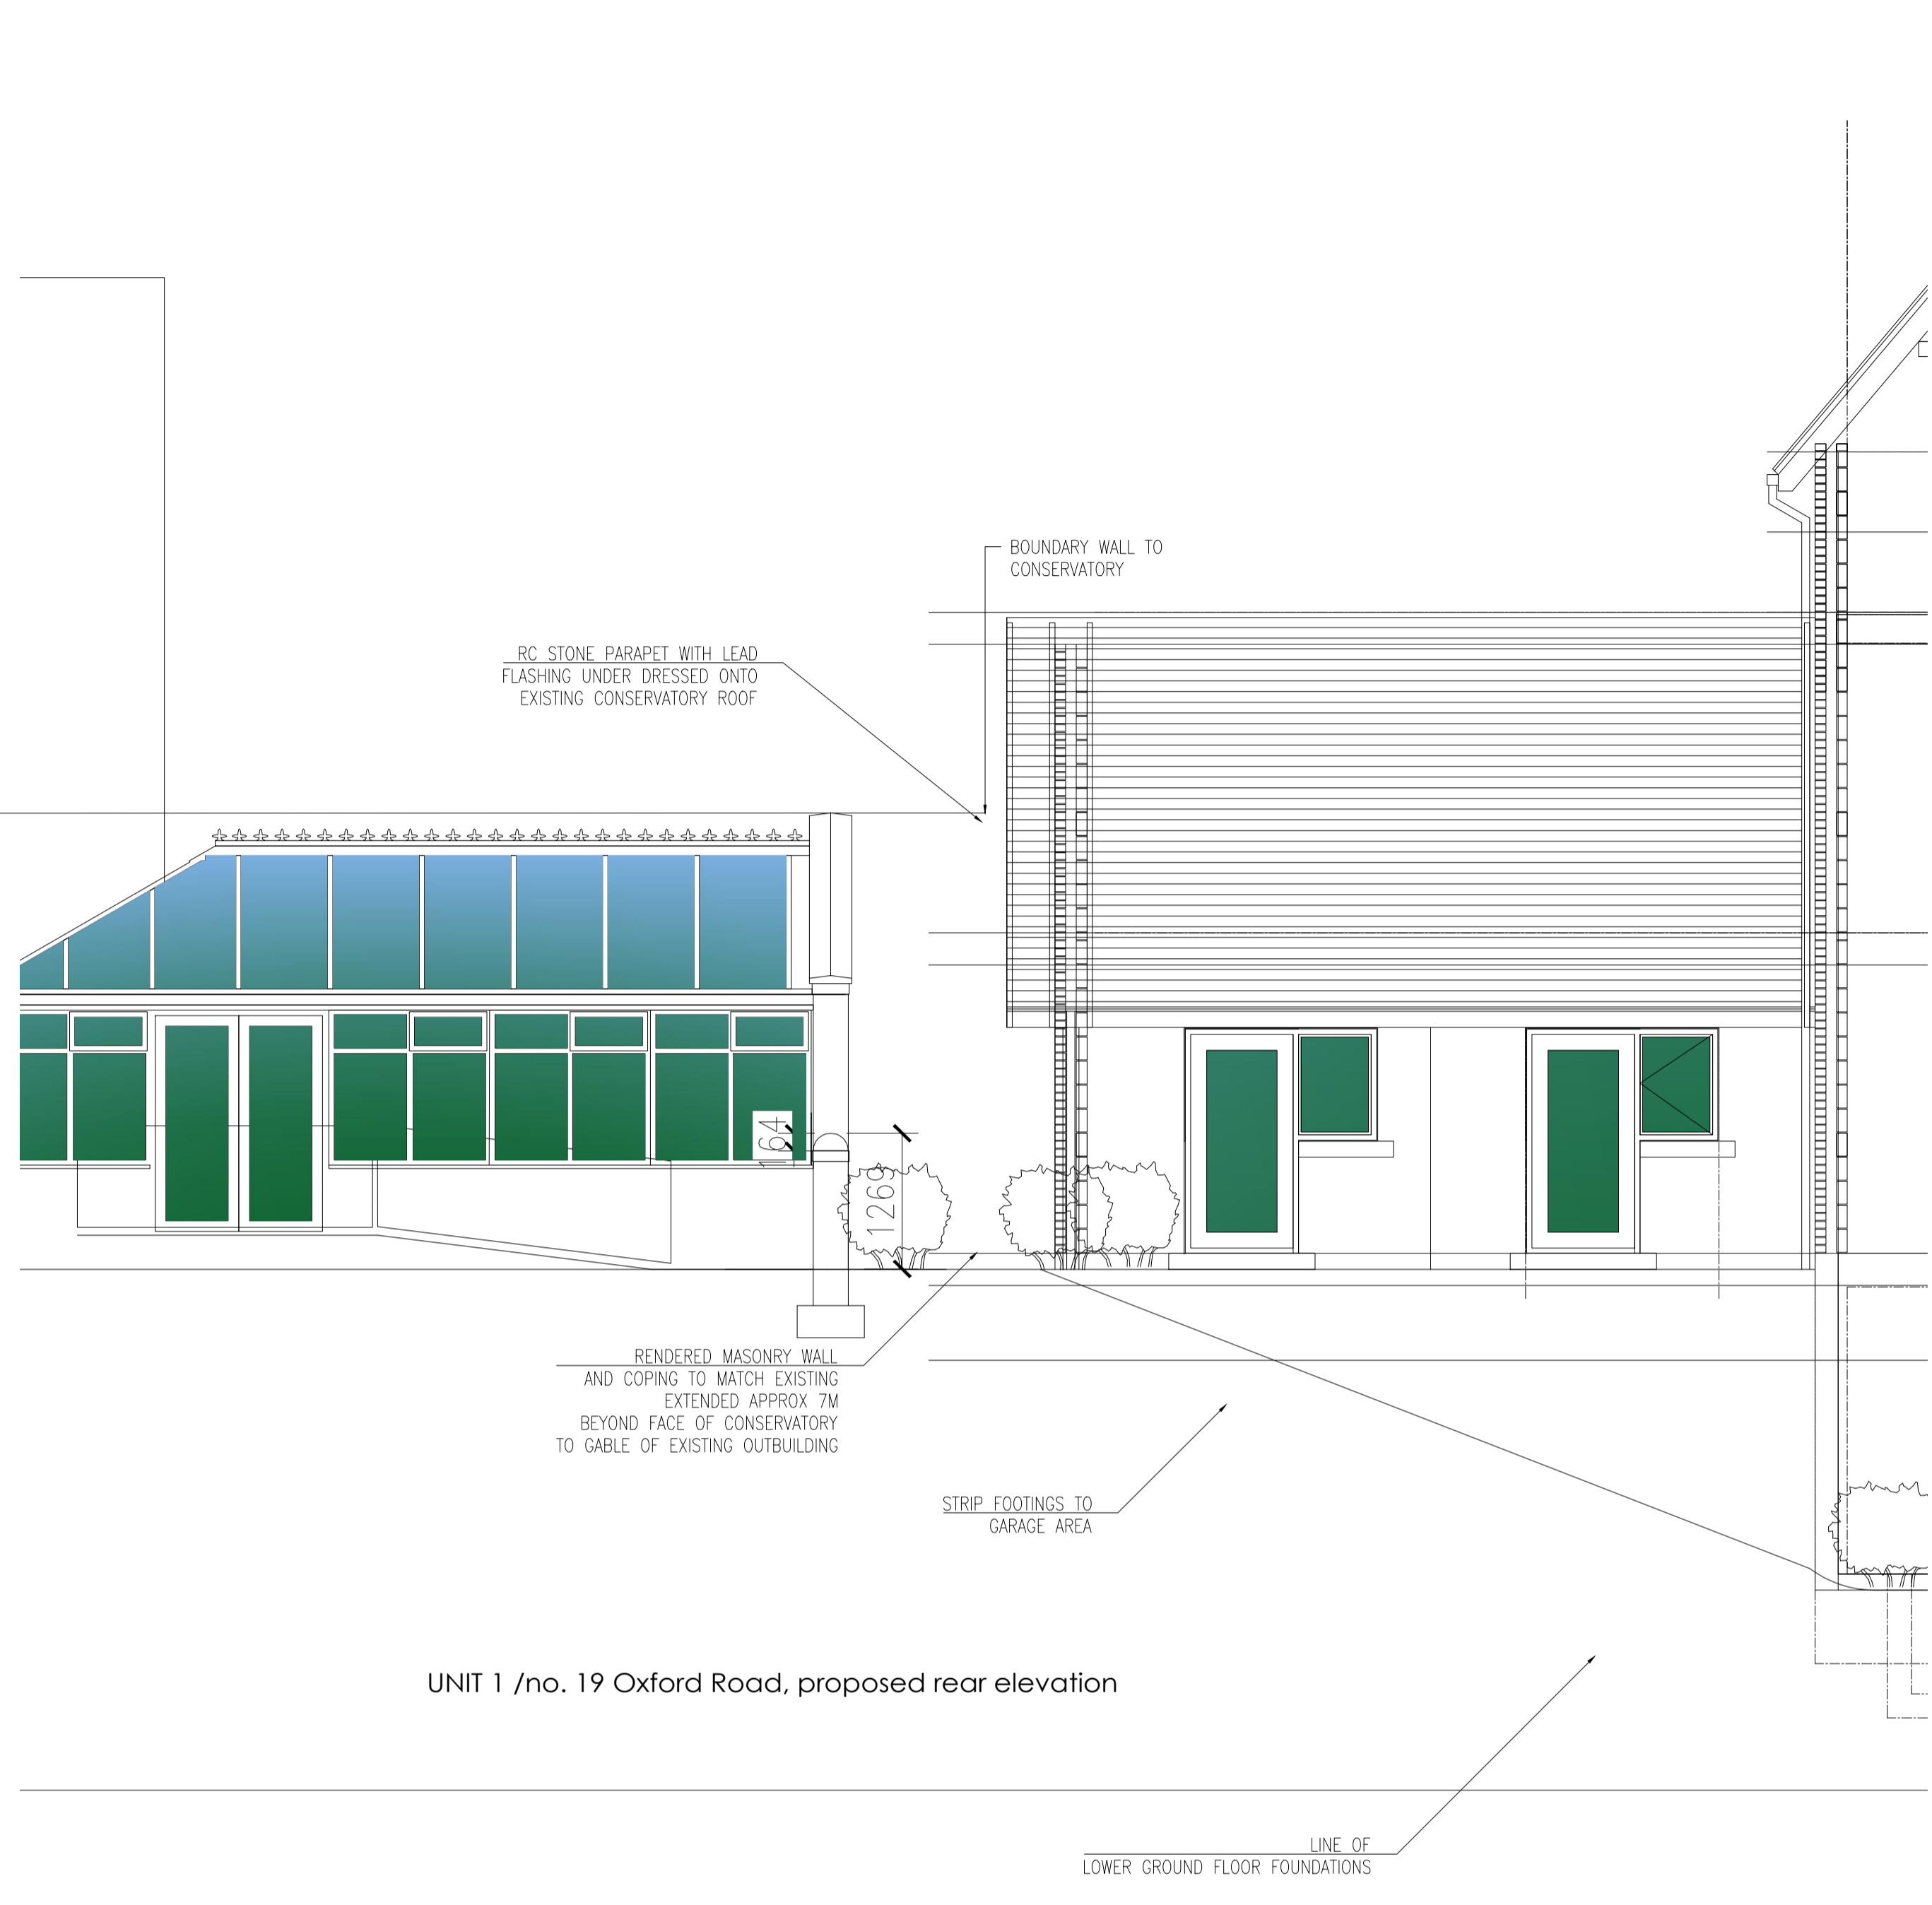 BOUNDARY WALL TO
CONSERVATORY
RC STONE PARAPET WITH LEAD
FLASHING UNDER DRESSED ONTO
EXISTING CONSERVATORY ROOF
164
1269
RENDERED MASONRY WALL
AND COPING TO MATCH EXISTING
EXTENDED APPROX 7M
BEYOND FACE OF CONSERVATORY
TO GABLE OF EXISTING OUTBUILDING
STRIP FOOTINGS TO
GARAGE AREA
UNIT 1 /no. 19 Oxford Road, proposed rear elevation
LINE OF
LOWER GROUND FLOOR FOUNDATIONS